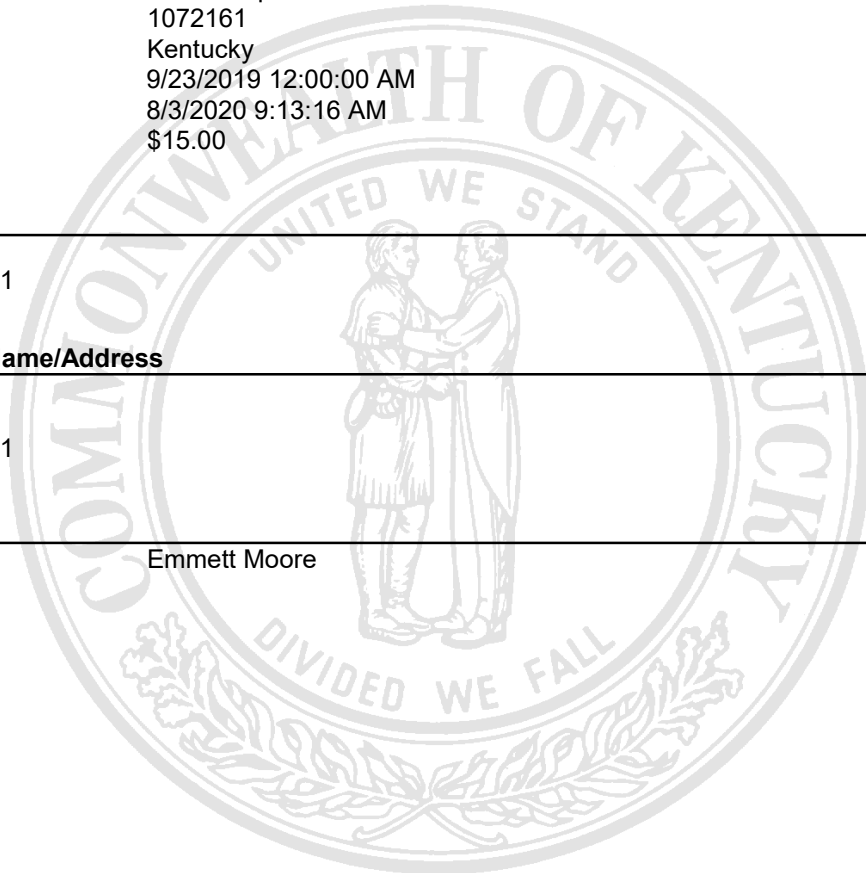 1072161
Kentucky
9/23/2019 12:00:00 AM
8/3/2020 9:13:16 AM
$15.00
COMMONWEALTH OF KENTUCKY
UNITED WE STAND
1
ame/Address
1
Emmett Moore
DIVIDED WE FALL